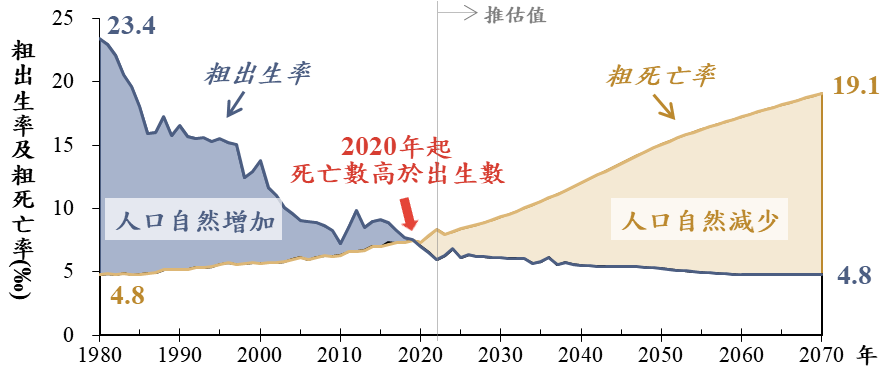 粗出生率及粗死亡率(‰)
25
20
15
10
5
0
推估值
23.4
粗出生率
粗死亡率
19.1
2020年起
死亡數高於出生數
人口自然增加
人口自然減少
4.8
4.8
1980 1990 2000 2010 2020 2030 2040 2050 2060 2070 年